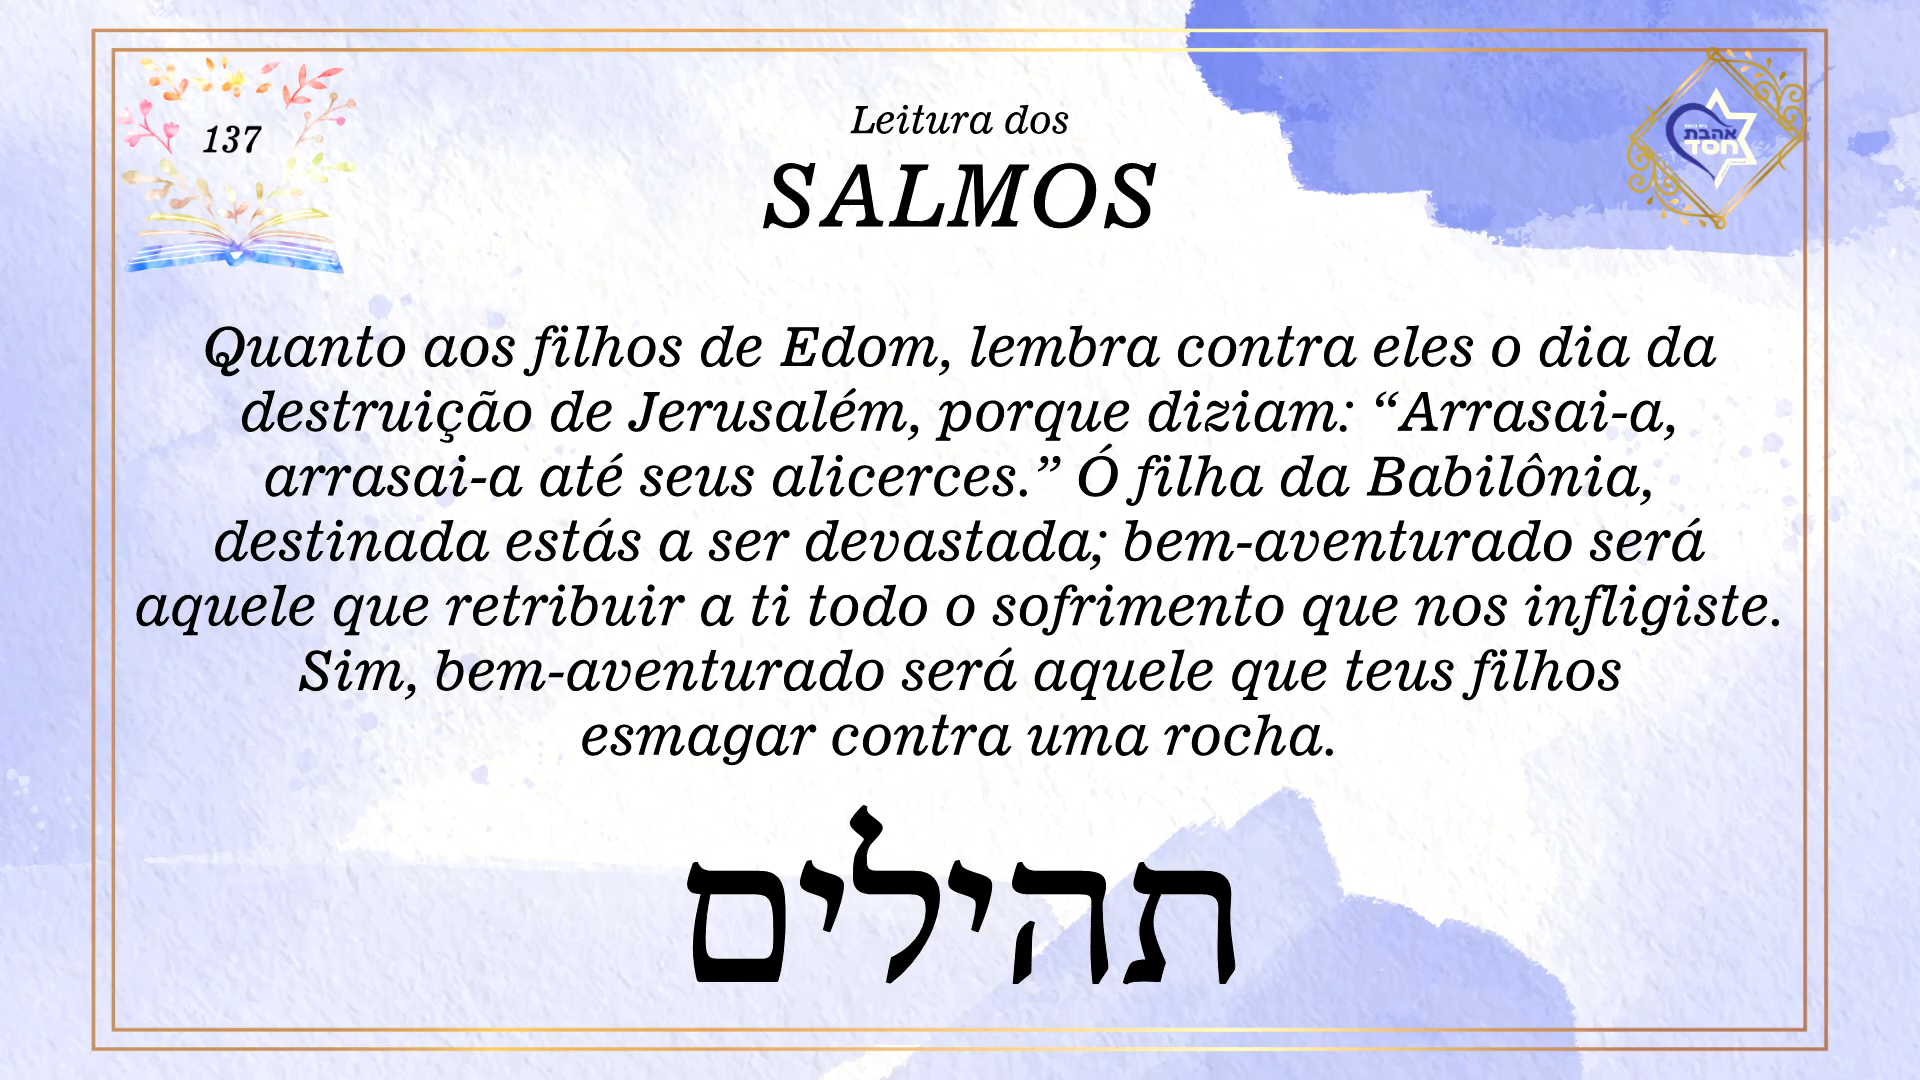 137
Leitura dos
SALMOS
אהבת
חסד
Quanto aos filhos de Edom, lembra contra eles o dia da
destruição de Jerusalém, porque diziam: “Arrasai-a,
arrasai-a até seus alicerces.” Ó filha da Babilônia,
destinada estás a ser devastada; bem-aventurado será
aquele que retribuir a ti todo o sofrimento que nos infligiste.
Sim, bem-aventurado será aquele que teus filhos
esmagar contra uma rocha.
תהילים